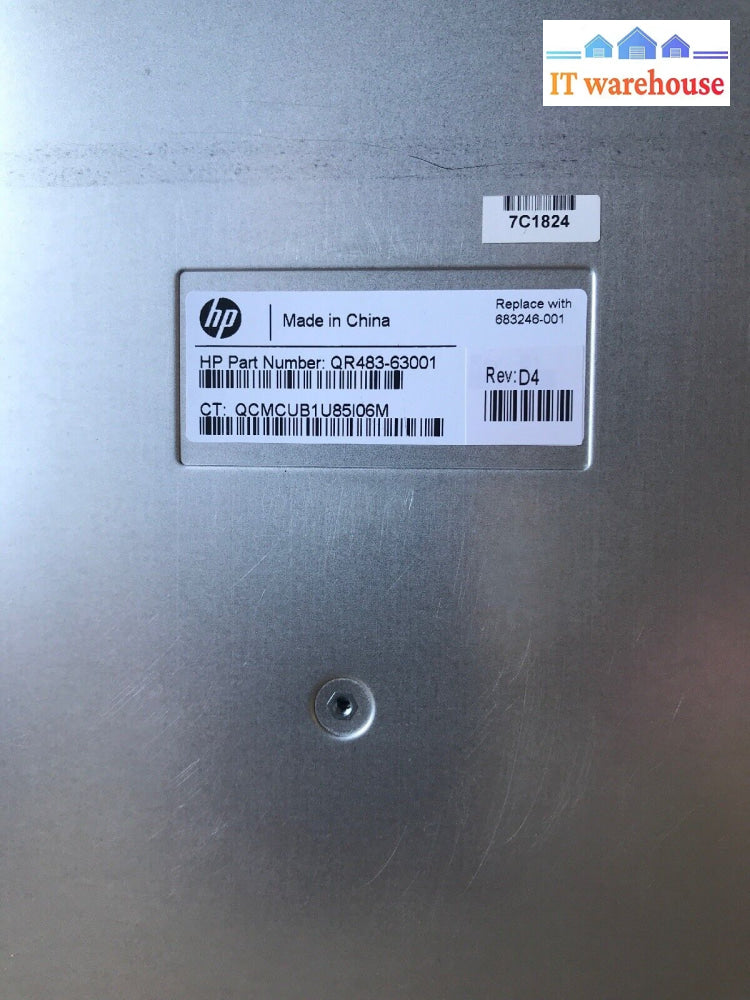 IT warehouse
7C1824
hp
Made in China
Replace with
683246-001
HP Part Number: QR483-63001
Rev:D4
CT: QCMCUB1U85I06M